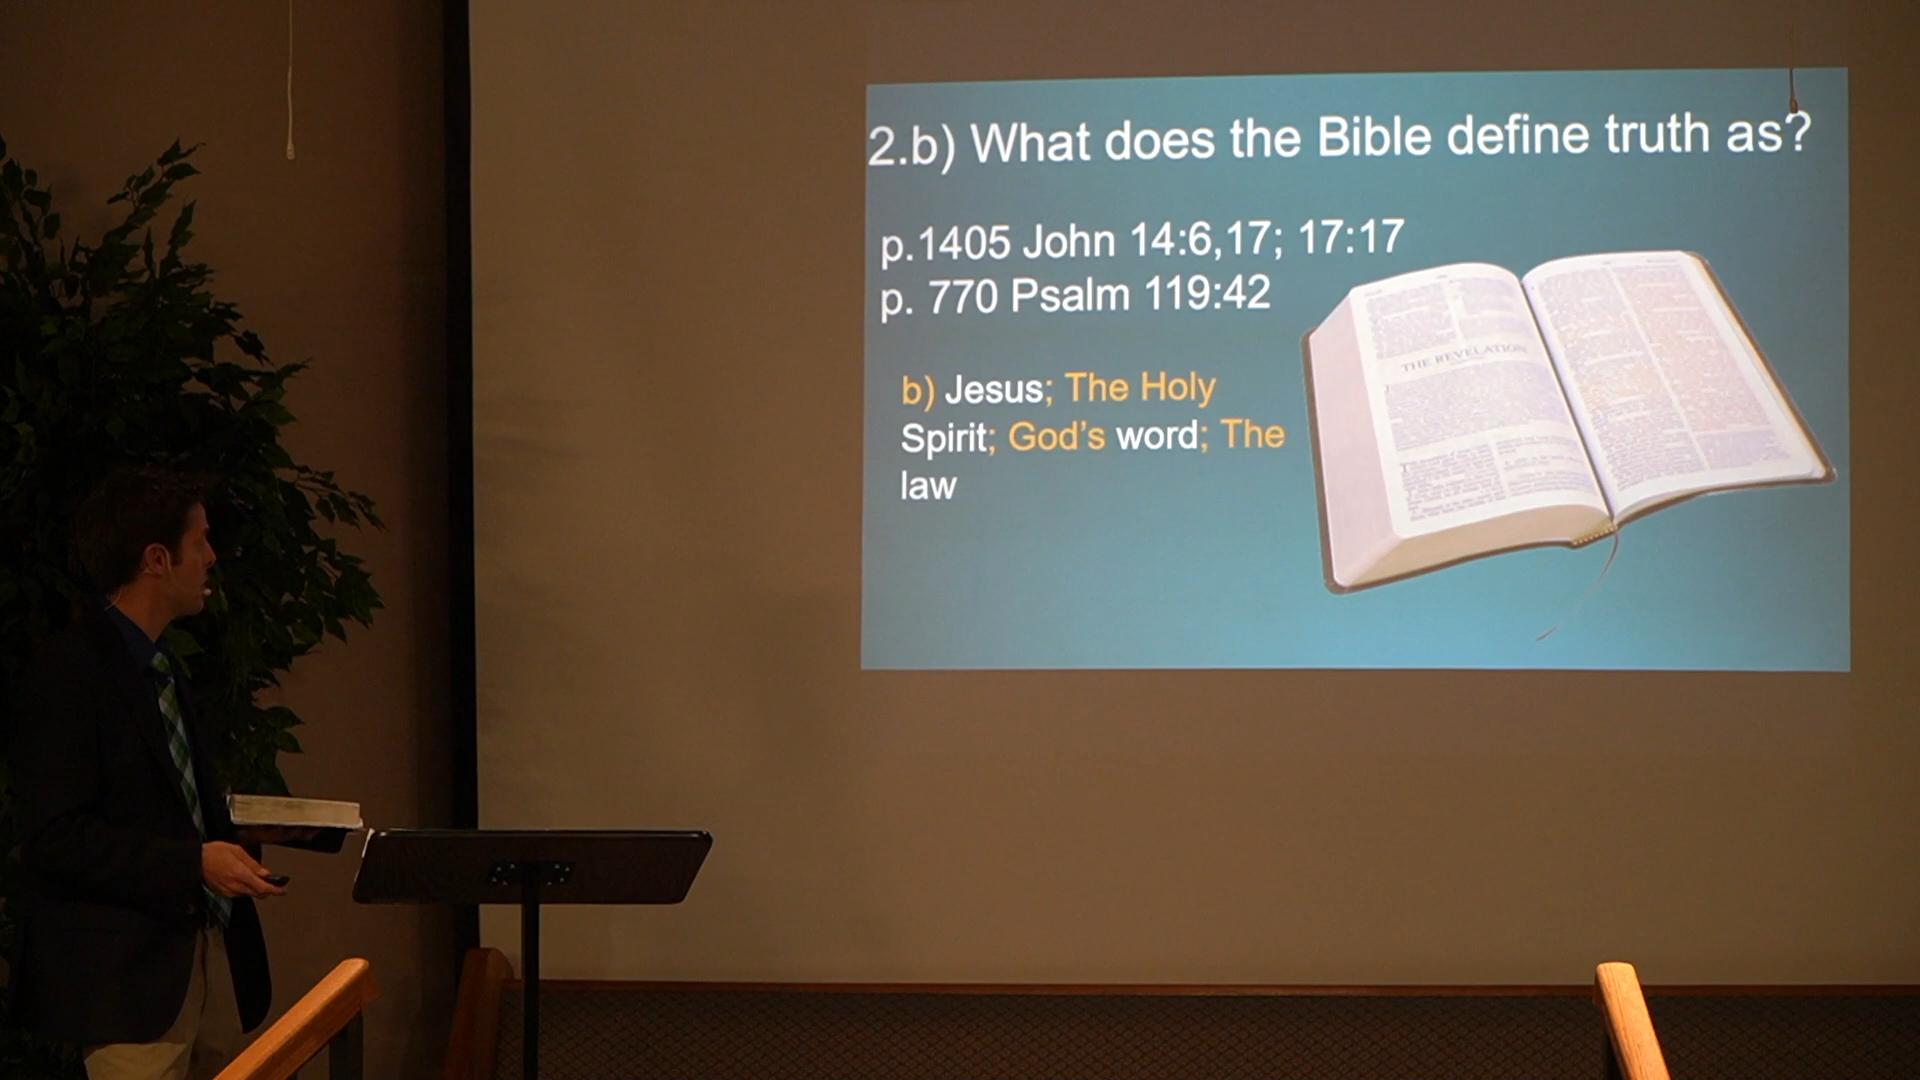 2.b) What does the Bible define truth as?
p.1405 John 14:6,17; 17:17
p. 770 Psalm 119:42
b) Jesus; The Holy
Spirit; God's word; The
law
THE REVELATION